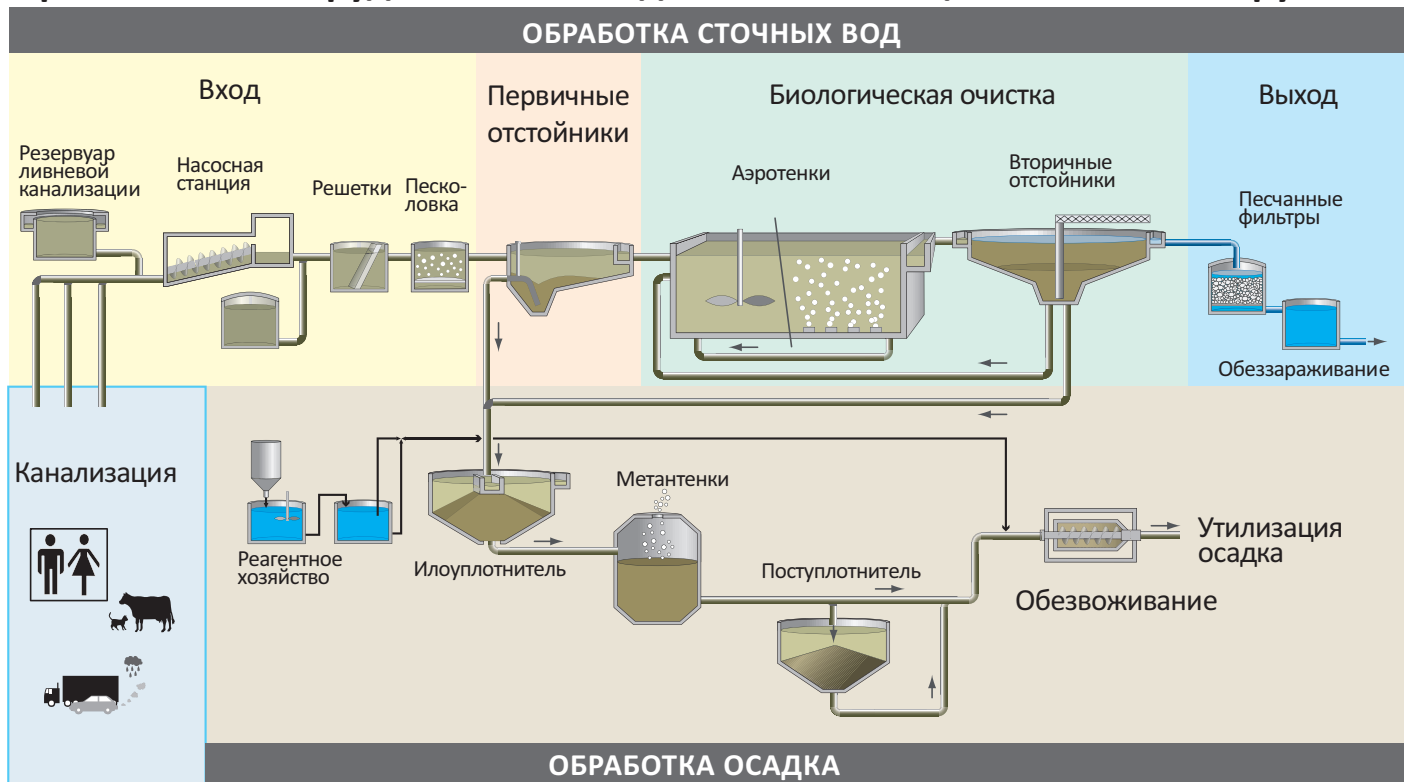 ОБРАБОТКА СТОЧНЫХ ВОД
Вход
Первичные
отстойники
Биологическая очистка
Выход
Резервуар
ливневой
канализации
Насосная
станция
Решетки
Песко-
ловка
Аэротенки
Вторичные
отстойники
Песчанные
фильтры
Обеззараживание
Канализация
Реагентное
хозяйство
Илоуплотнитель
Метантенки
Поступлотнитель
Обезвоживание
Утилизация
осадка
ОБРАБОТКА ОСАДКА